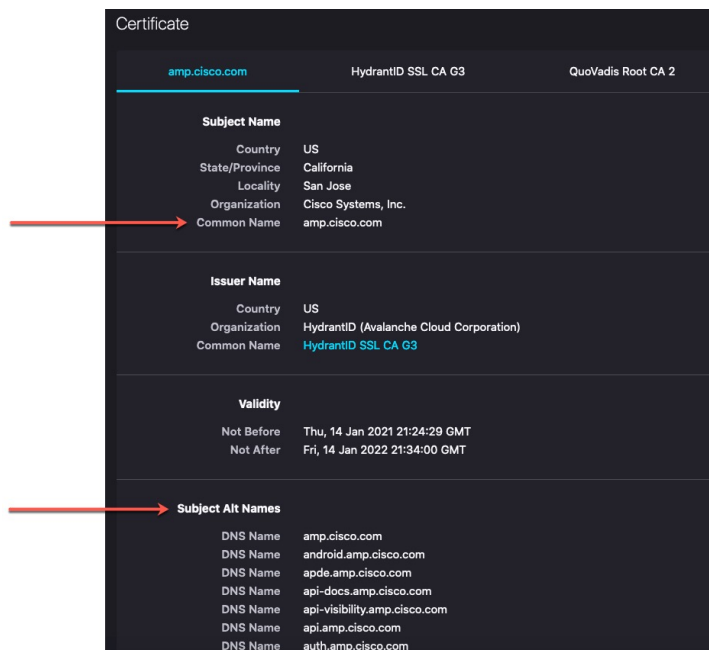 Certificate
amp.cisco.com HydrantID SSL CA G3 QuoVadis Root CA 2
Subject Name
Country US
State/Province California
Locality San Jose
Organization Cisco Systems, Inc.
Common Name amp.cisco.com
Issuer Name
Country US
Organization HydrantID (Avalanche Cloud Corporation)
Common Name HydrantID SSL CA G3
Validity
Not Before Thu, 14 Jan 2021 21:24:29 GMT
Not After Fri, 14 Jan 2022 21:34:00 GMT
Subject Alt Names
DNS Name amp.cisco.com
DNS Name android.amp.cisco.com
DNS Name apde.amp.cisco.com
DNS Name api-docs.amp.cisco.com
DNS Name api-visibility.amp.cisco.com
DNS Name api.amp.cisco.com
DNS Name auth.amp.cisco.com